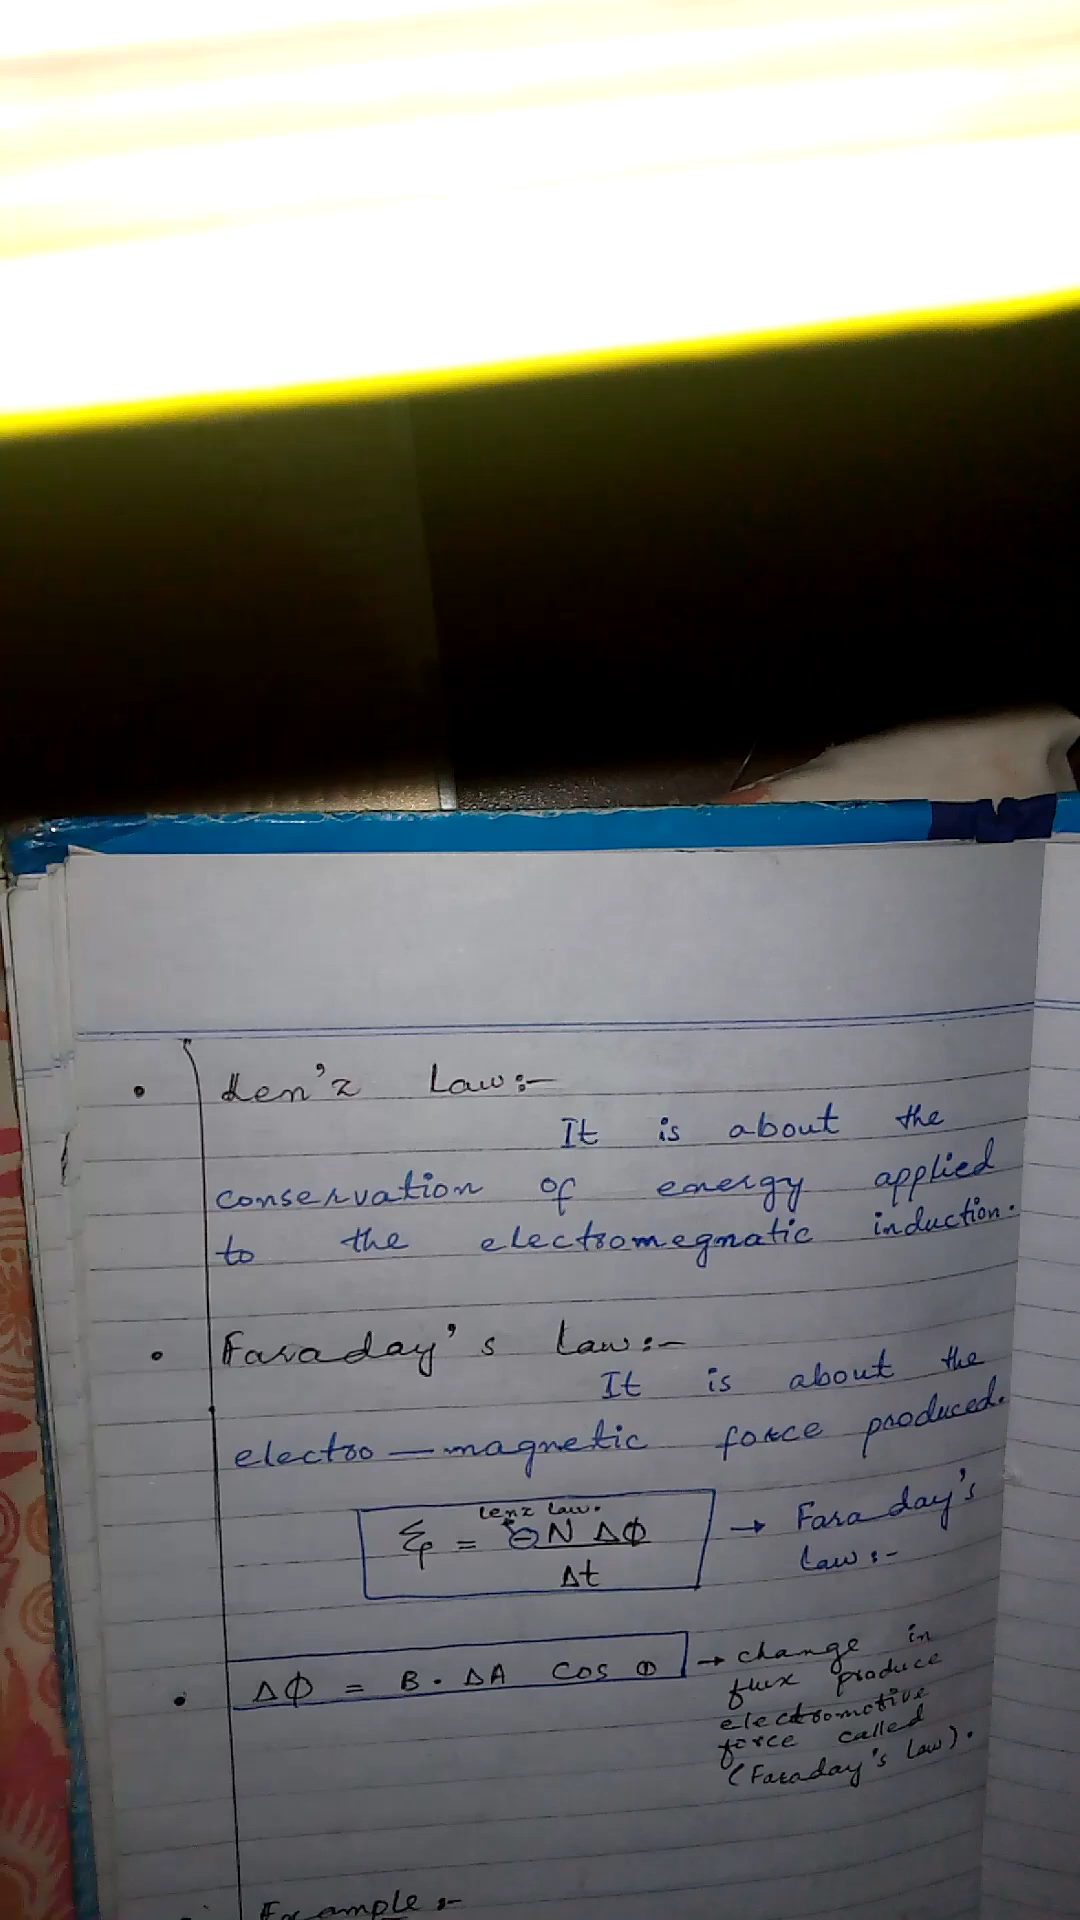 • Len'z Law:-
It is about the
conservation of energy applied
to the electromegnatic induction.
• Faraday's Law:-
It is about the
electro-magnetic force produced.
lenz law.
ξ = ⊖ N ΔΦ / Δt → Faraday's
Law:-
• ΔΦ = B . ΔA cos Φ → change in
flux produce
electromotive
force called
(Faraday's Law).
Example :-